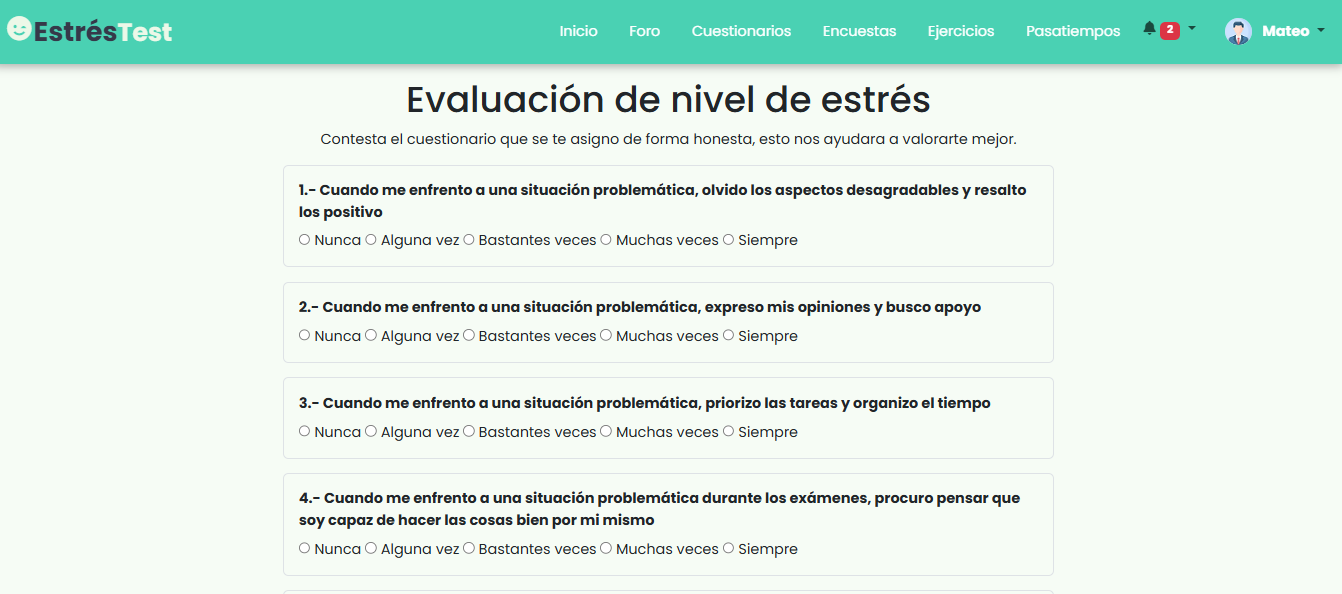 EstrésTest
Inicio Foro Cuestionarios Encuestas Ejercicios Pasatiempos 2 Mateo
Evaluación de nivel de estrés
Contesta el cuestionario que se te asigno de forma honesta, esto nos ayudara a valorarte mejor.
1.- Cuando me enfrento a una situación problemática, olvido los aspectos desagradables y resalto
los positivo
Nunca Alguna vez Bastantes veces Muchas veces Siempre
2.- Cuando me enfrento a una situación problemática, expreso mis opiniones y busco apoyo
Nunca Alguna vez Bastantes veces Muchas veces Siempre
3.- Cuando me enfrento a una situación problemática, priorizo las tareas y organizo el tiempo
Nunca Alguna vez Bastantes veces Muchas veces Siempre
4.- Cuando me enfrento a una situación problemática durante los exámenes, procuro pensar que
soy capaz de hacer las cosas bien por mi mismo
Nunca Alguna vez Bastantes veces Muchas veces Siempre